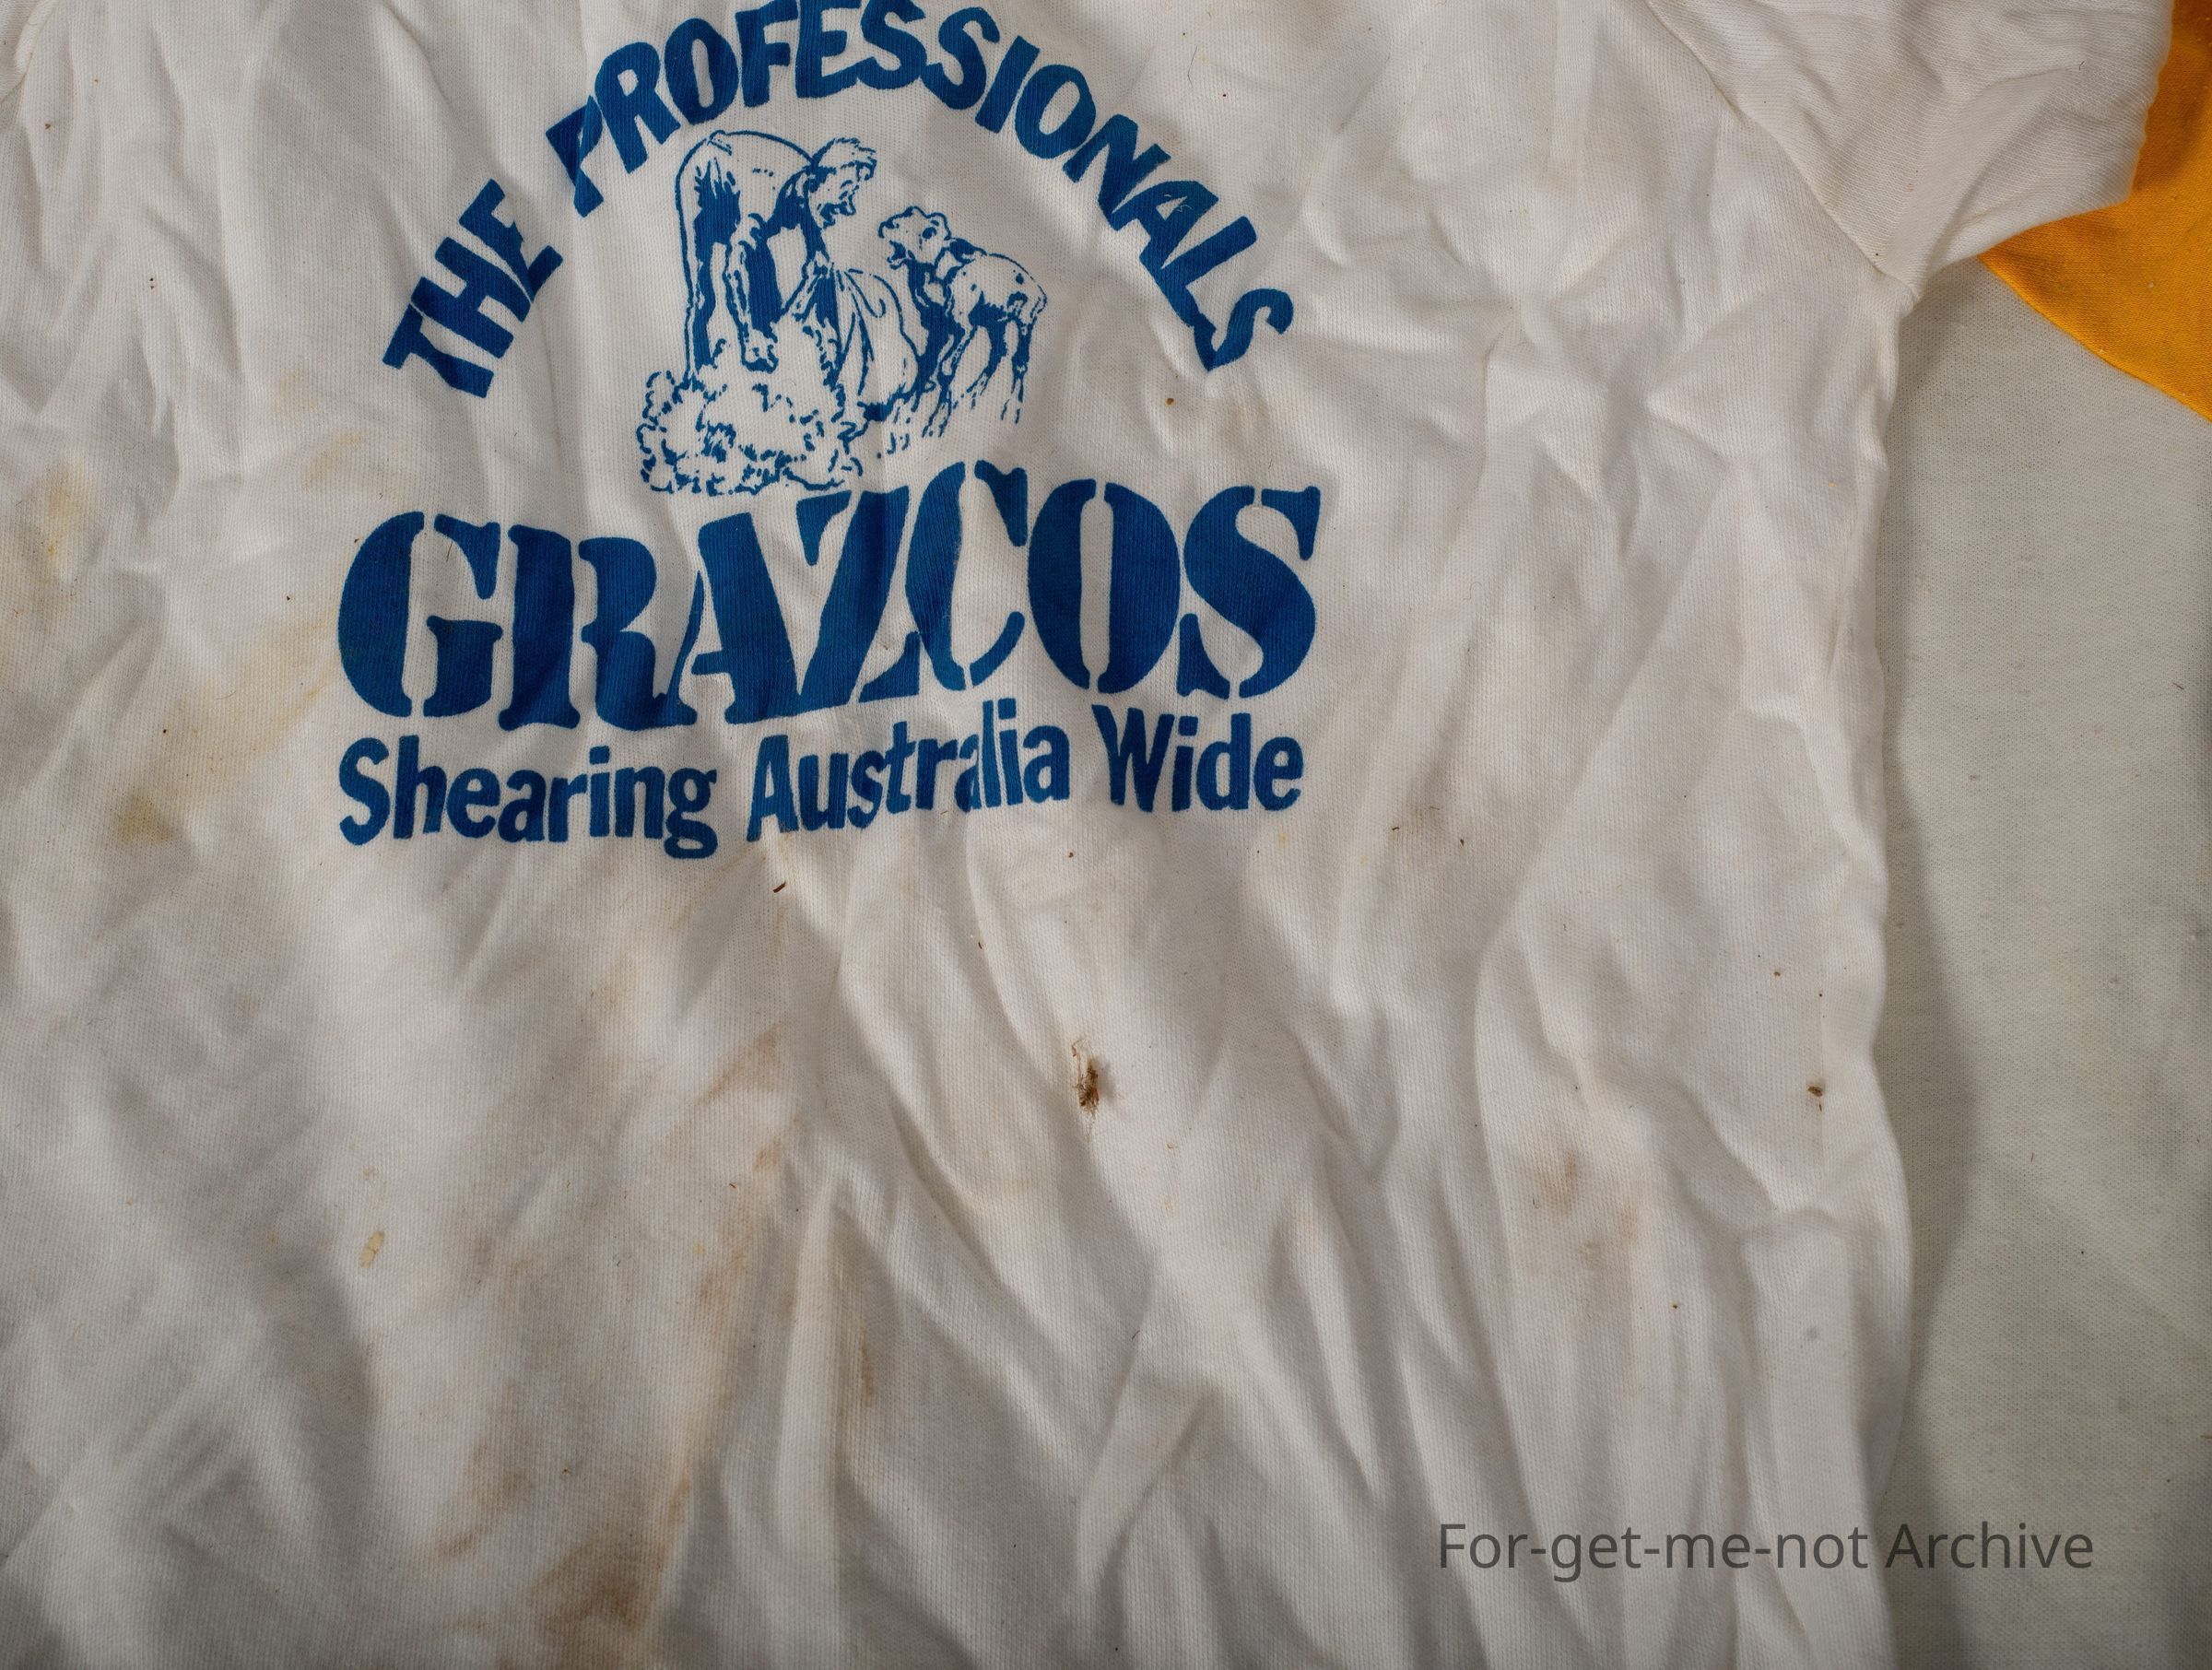 THE PROFESSIONALS
GRAZCOS
Shearing Australia Wide
For-get-me-not Archive